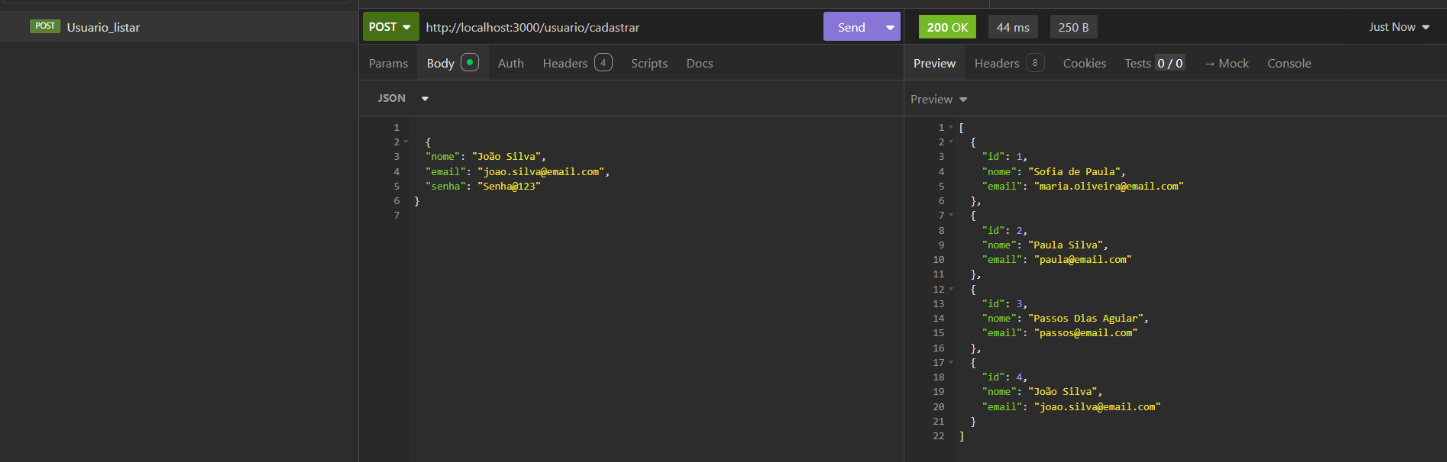 POST Usuario_listar
POST http://localhost:3000/usuario/cadastrar Send
200 OK 44 ms 250 B Just Now
Params Body Auth Headers 4 Scripts Docs
Preview Headers 8 Cookies Tests 0 / 0 → Mock Console
JSON
Preview
1
2 {
3 "nome": "João Silva",
4 "email": "joao.silva@email.com",
5 "senha": "Senha@123"
6 }
7
1 [
2 {
3 "id": 1,
4 "nome": "Sofia de Paula",
5 "email": "maria.oliveira@email.com"
6 },
7 {
8 "id": 2,
9 "nome": "Paula Silva",
10 "email": "paula@email.com"
11 },
12 {
13 "id": 3,
14 "nome": "Passos Dias Aguiar",
15 "email": "passos@email.com"
16 },
17 {
18 "id": 4,
19 "nome": "João Silva",
20 "email": "joao.silva@email.com"
21 }
22 ]